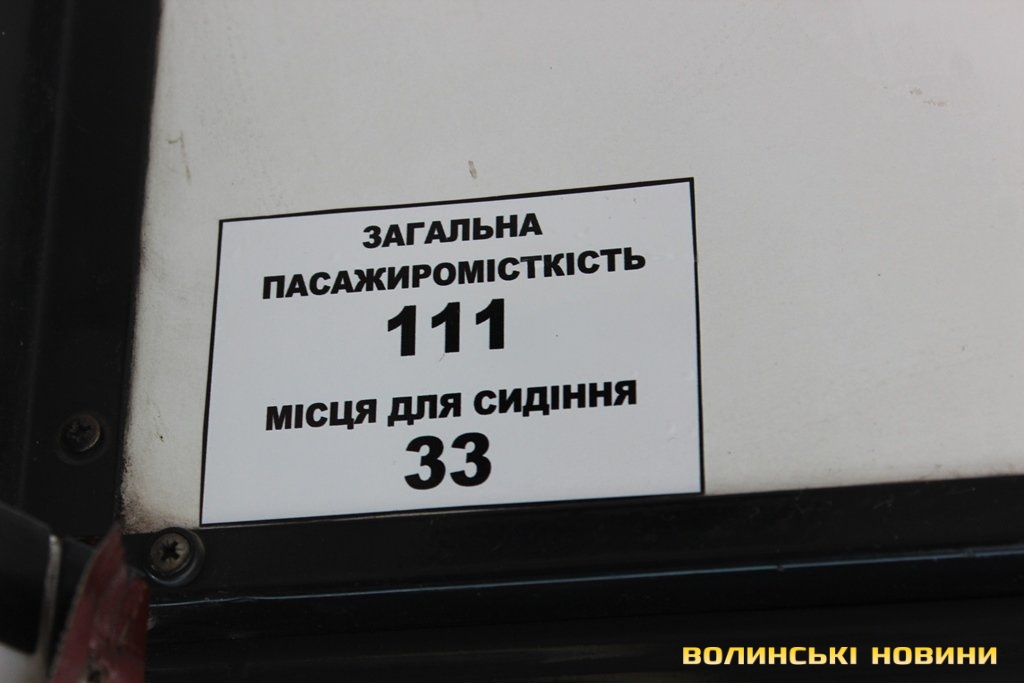 ЗАГАЛЬНА
ПАСАЖИРОМІСТКІСТЬ
111
МІСЦЯ ДЛЯ СИДІННЯ
33
ВОЛИНСЬКІ НОВИНИ